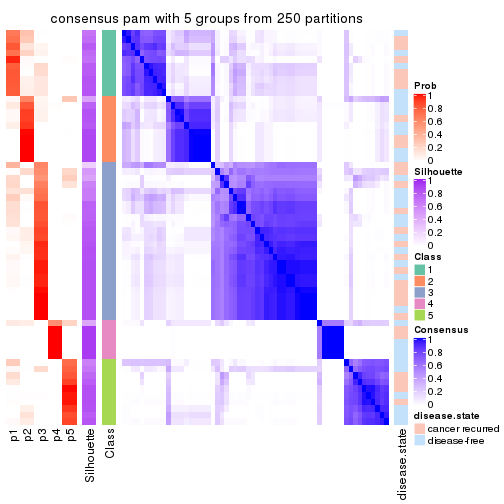 consensus pam with 5 groups from 250 partitions
Prob
1
0.8
0.6
0.4
0.2
0
Silhouette
1
0.8
0.6
0.4
0.2
0
Class
1
2
3
4
5
Consensus
1
0.8
0.6
0.4
0.2
0
disease.state
cancer recurred
disease-free
p1
p2
p3
p4
p5
Silhouette
Class
disease.state